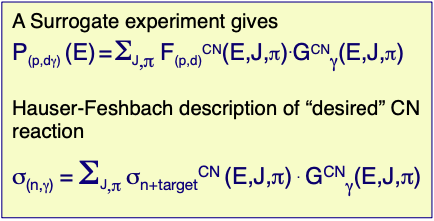 A Surrogate experiment gives
P(p,dγ) (E) = ΣJ,π F(p,d)CN(E,J,π)·GCNγ(E,J,π)
Hauser-Feshbach description of “desired” CN
reaction
σ(n,γ) = ΣJ,π σn+targetCN (E,J,π) · GCNγ(E,J,π)